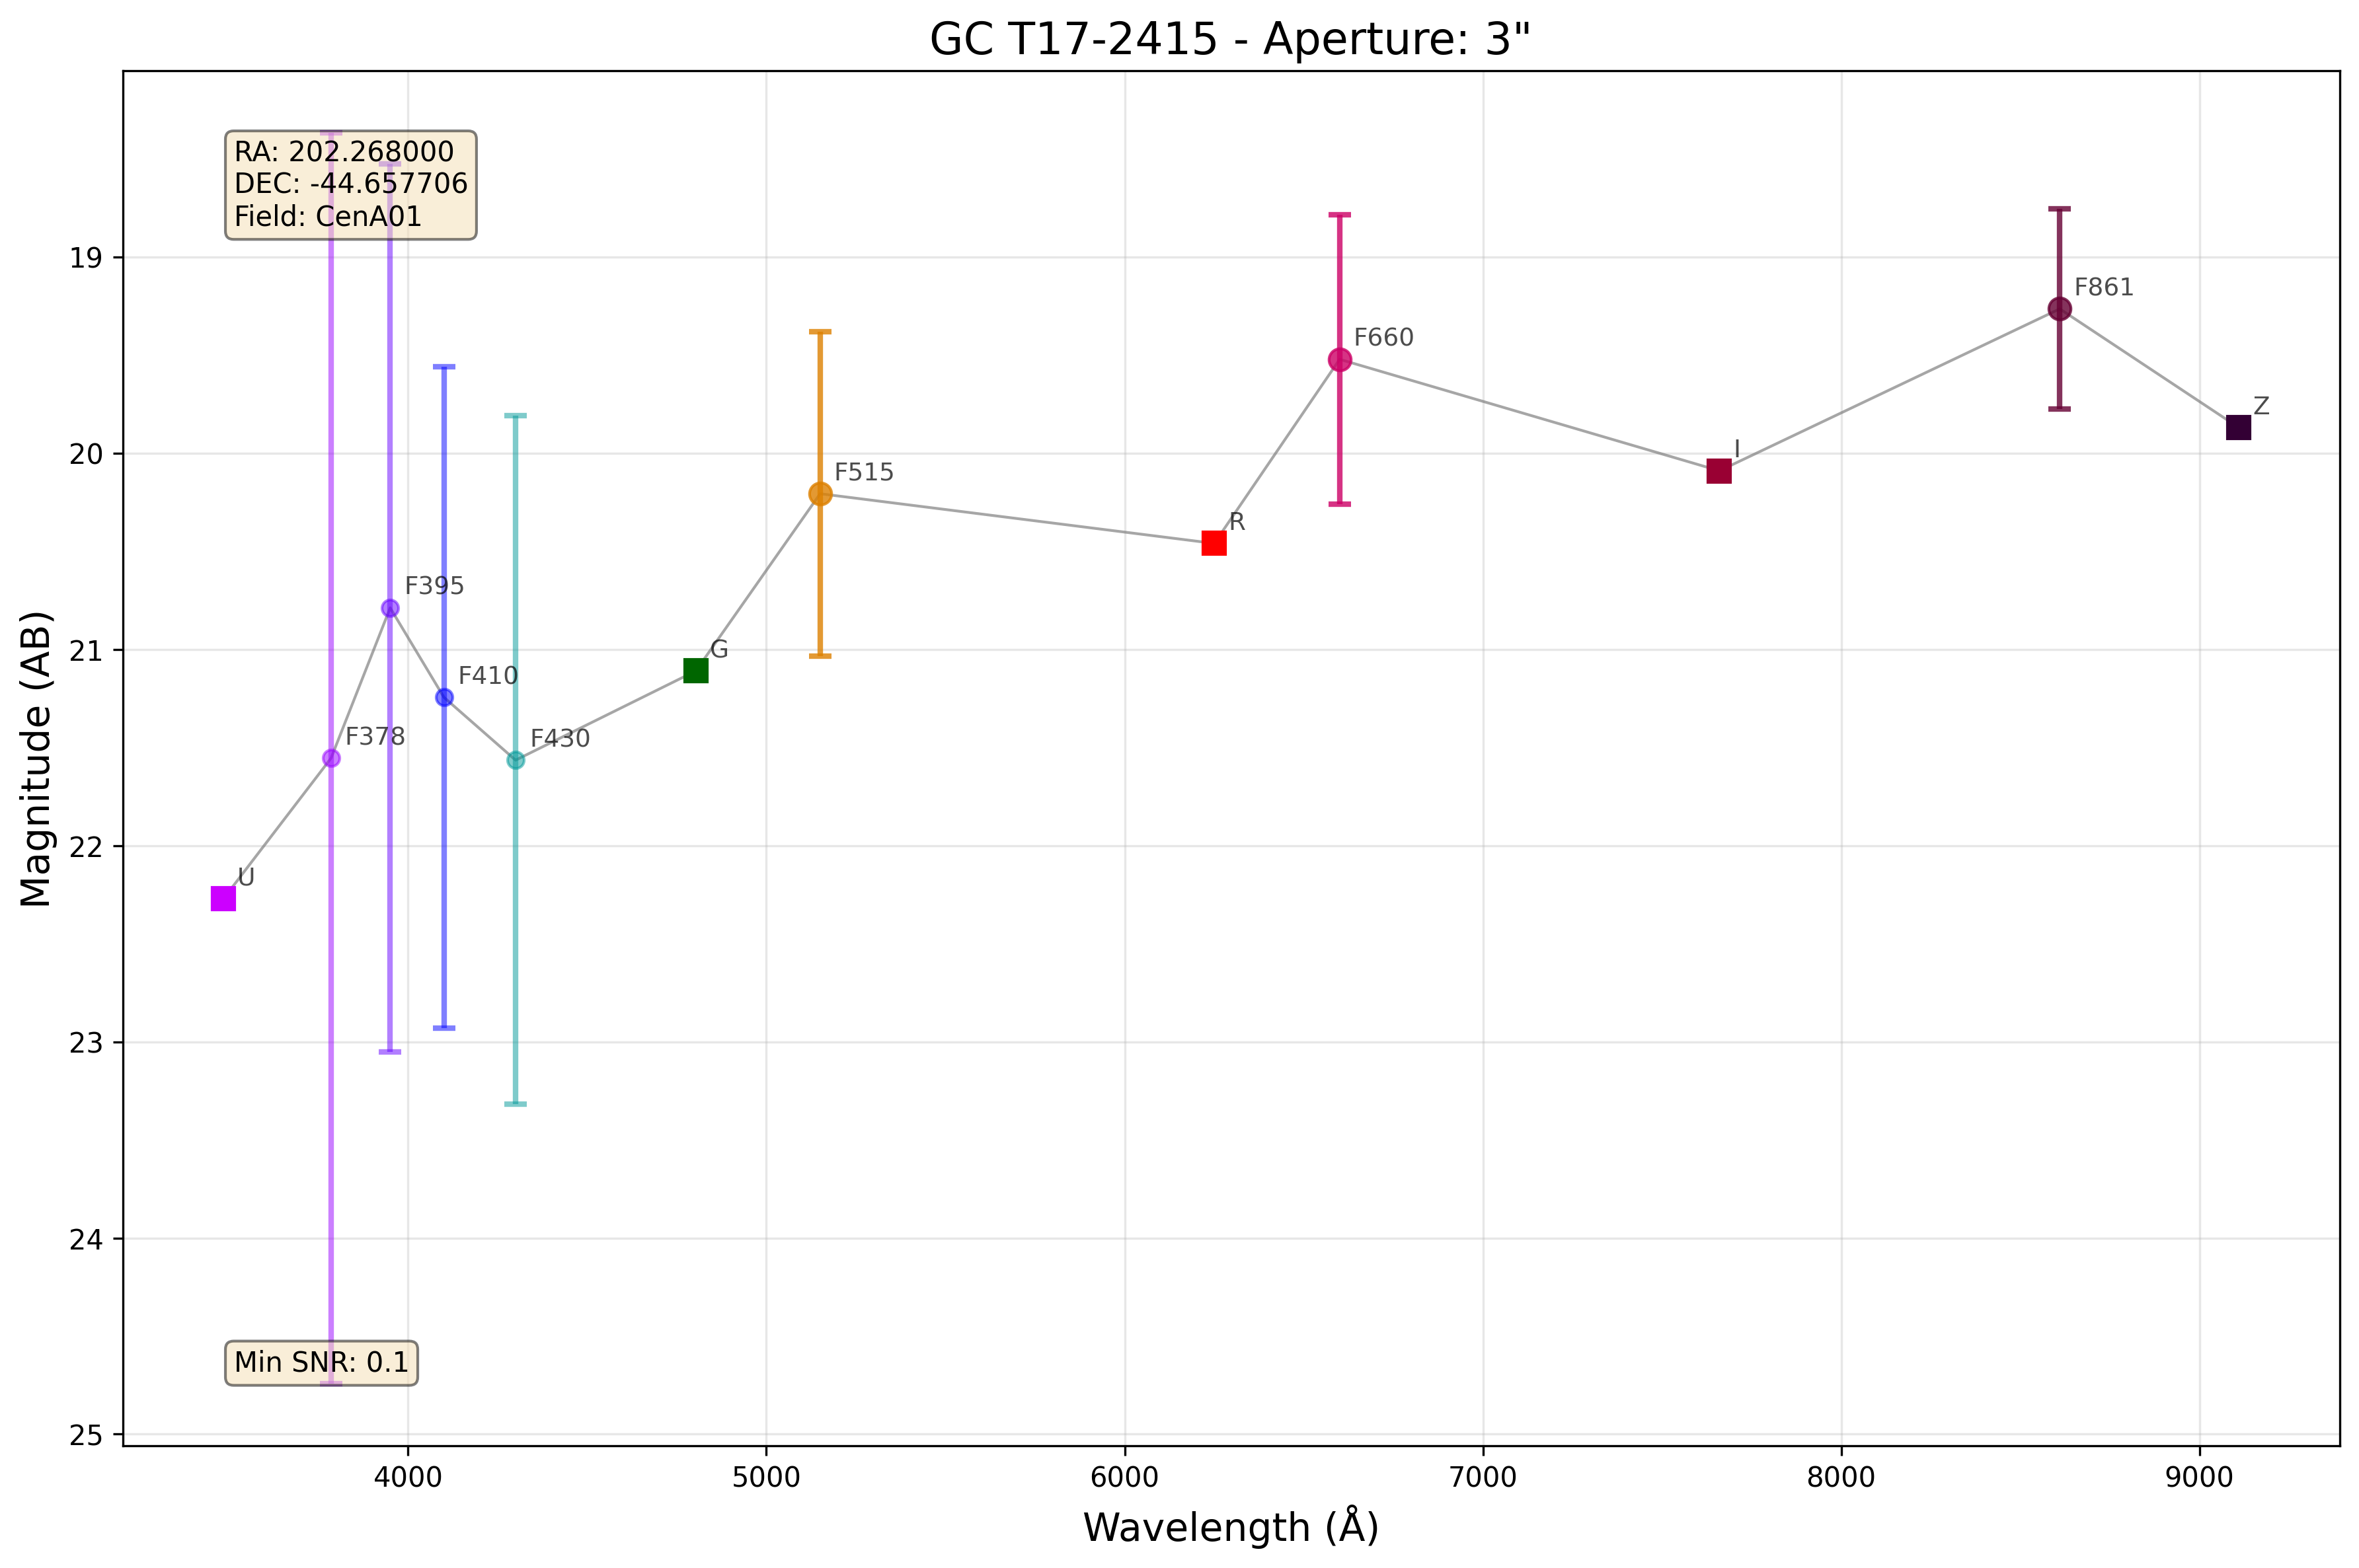 GC T17-2415 - Aperture: 3"
RA: 202.268000
DEC: -44.657706
Field: CenA01
19
20
21
22
23
24
25
Magnitude (AB)
U
F378
F395
F410
F430
G
F515
R
F660
I
F861
Z
Min SNR: 0.1
4000
5000
6000
7000
8000
9000
Wavelength (Å)